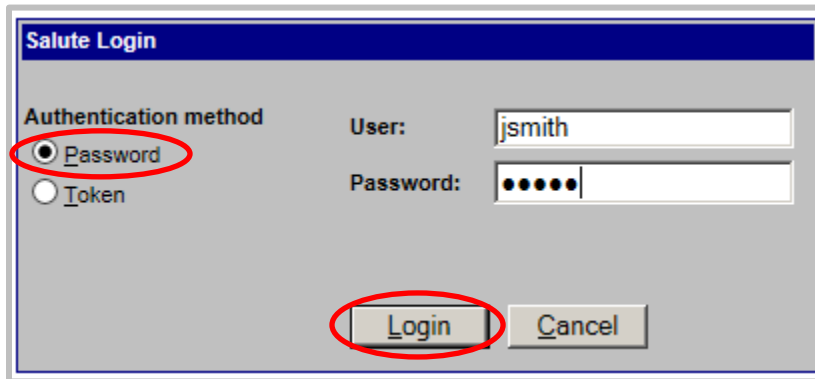 Salute Login
Authentication method
Password
Token
User:
jsmith
Password:
●●●●●
Login
Cancel